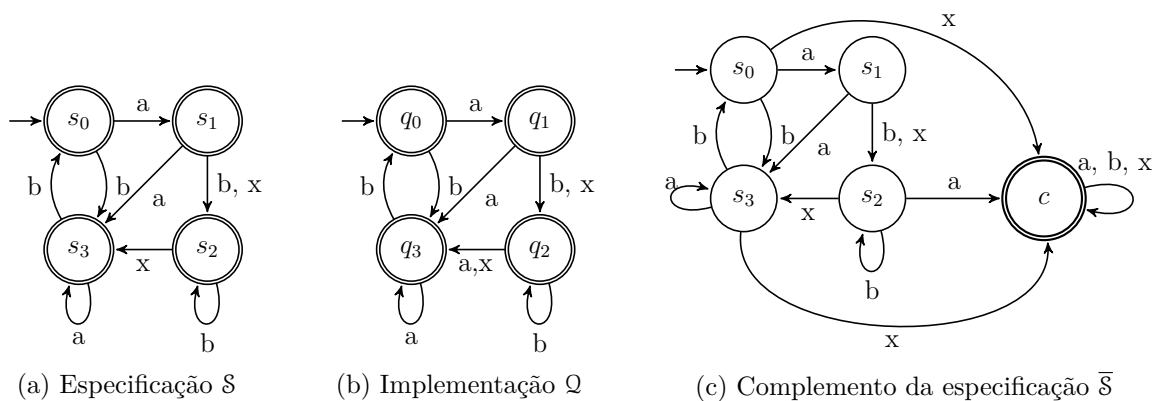 s₀ a s₁
b b a b, x
s₃ x s₂
a b
(a) Especificação S
q₀ a q₁
b b a b, x
q₃ a,x q₂
a b
(b) Implementação Q
x
s₀ a s₁
b b a b, x
a s₃ x s₂ a c a, b, x
b
x
(c) Complemento da especificação S̅